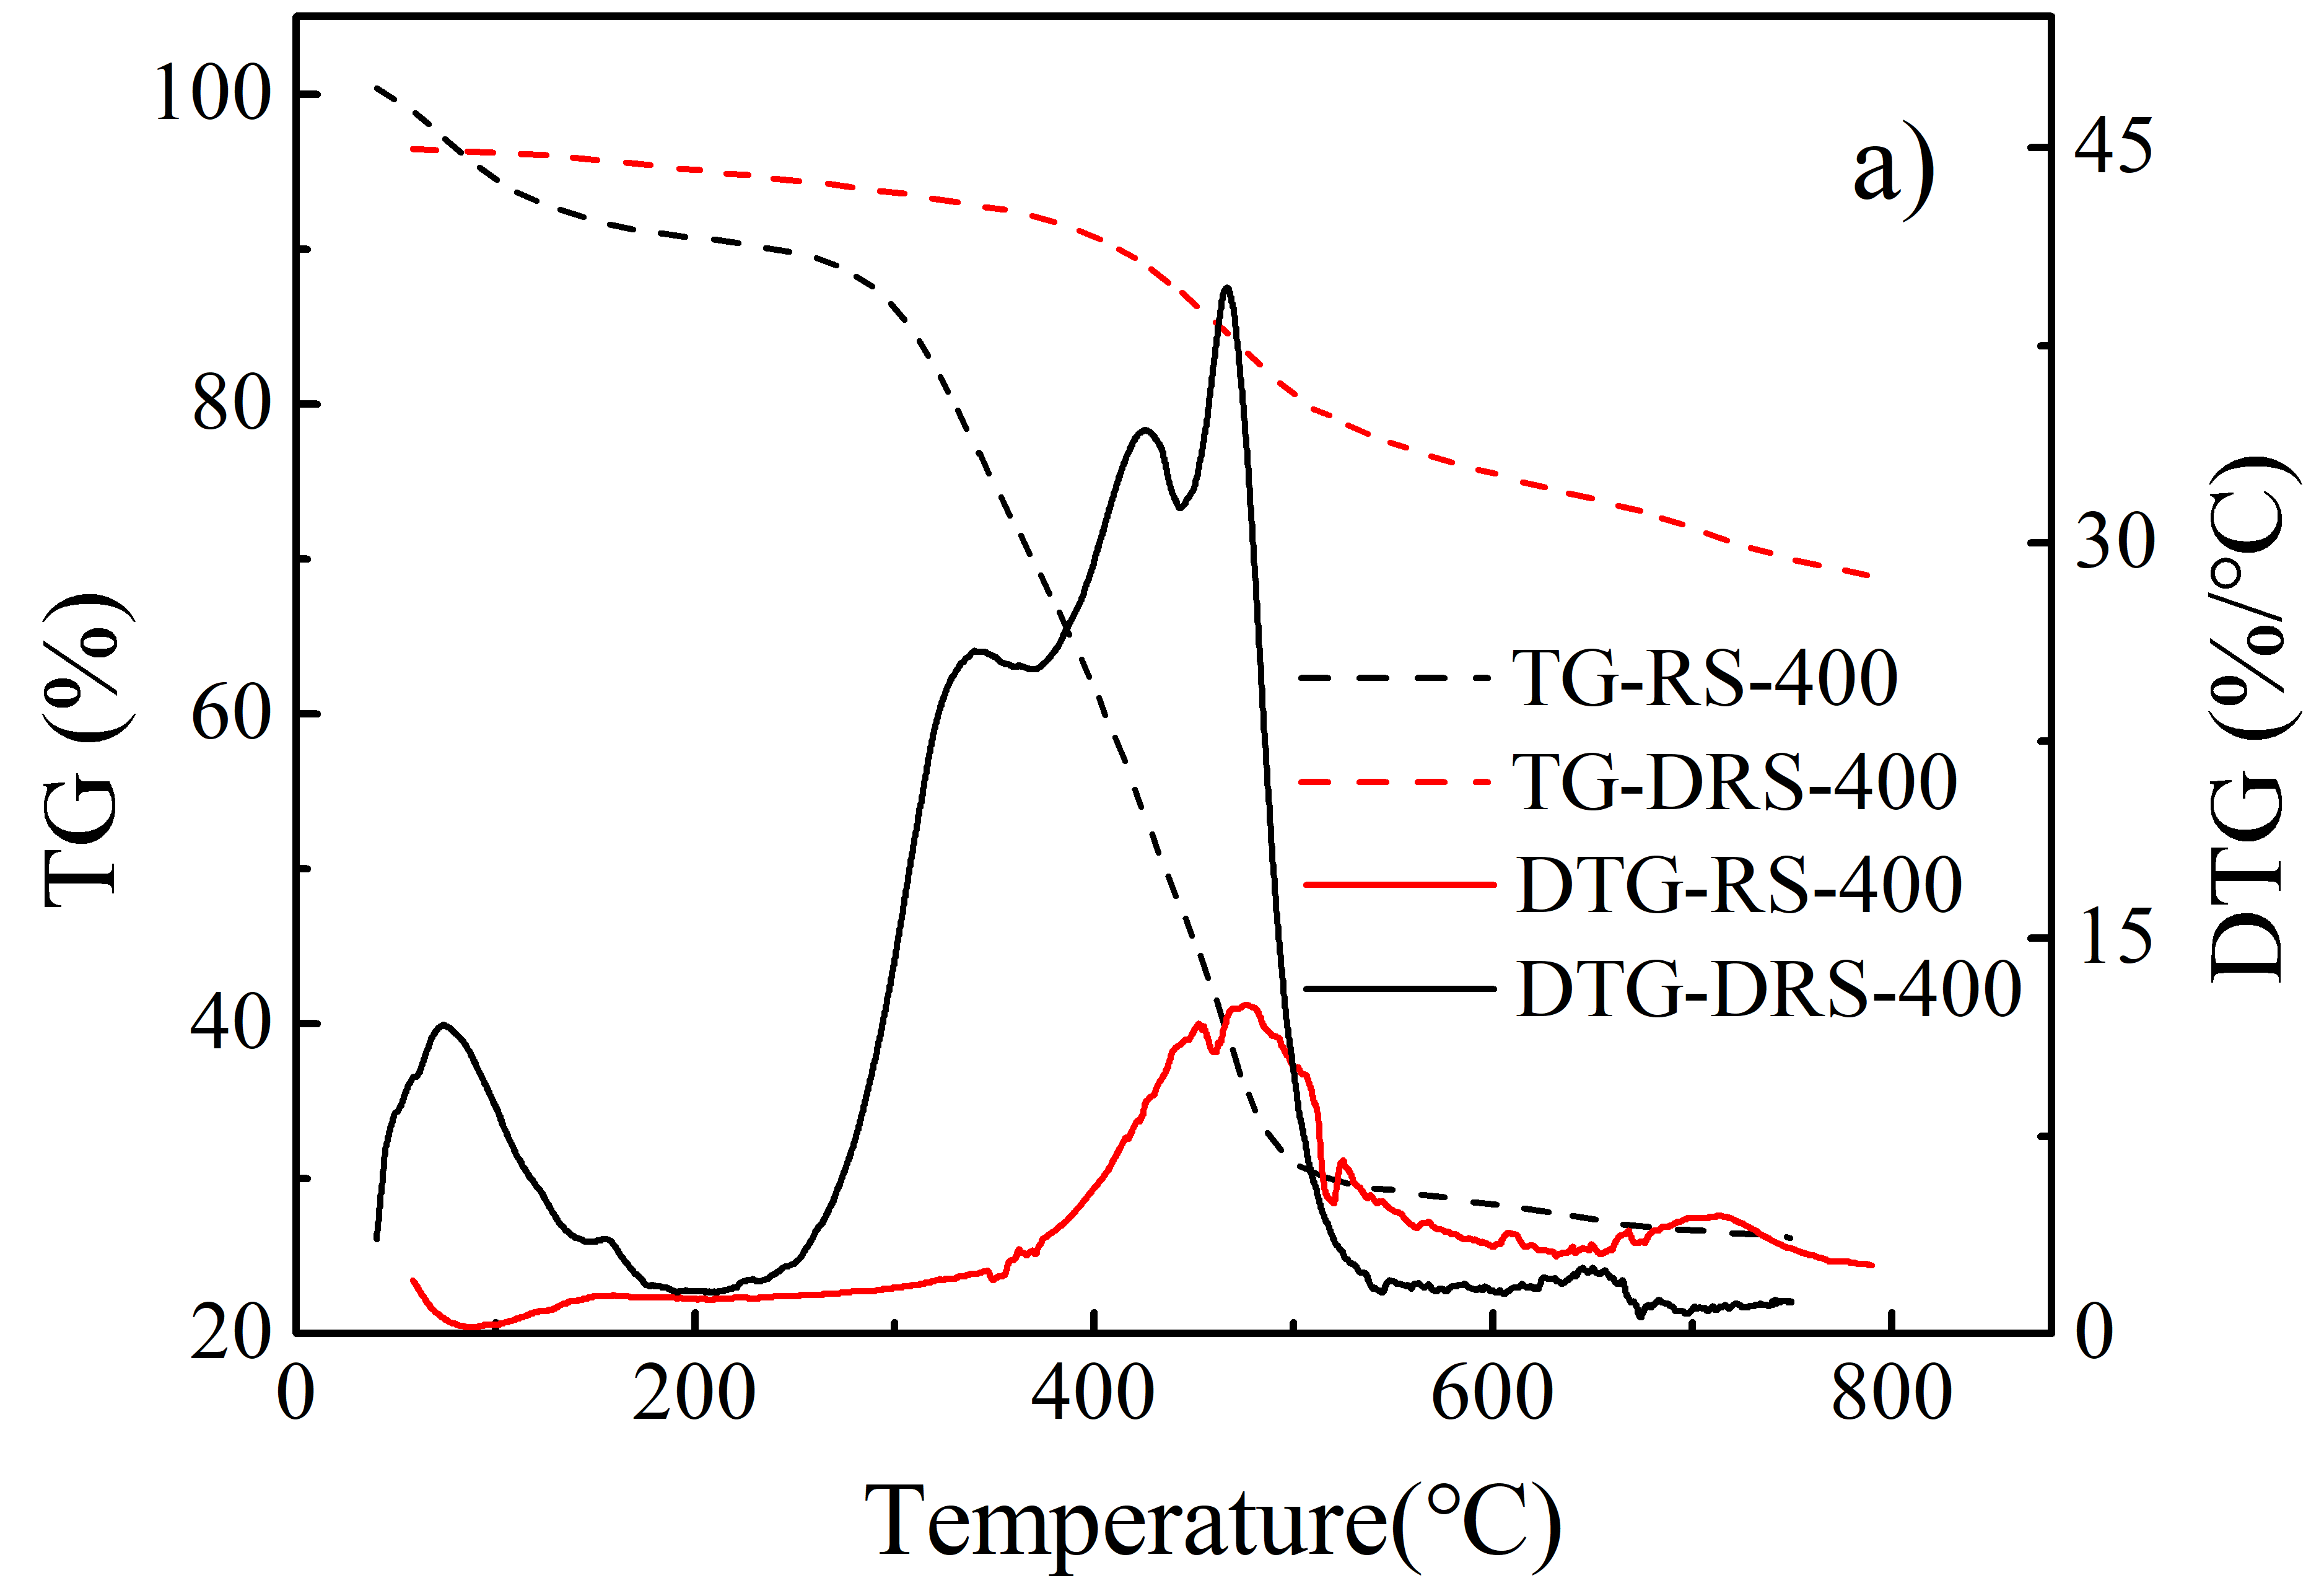 a)
TG (%)
100
80
60
40
20
45
30
15
0
DTG (%/°C)
TG-RS-400
TG-DRS-400
DTG-RS-400
DTG-DRS-400
0 200 400 600 800
Temperature(°C)